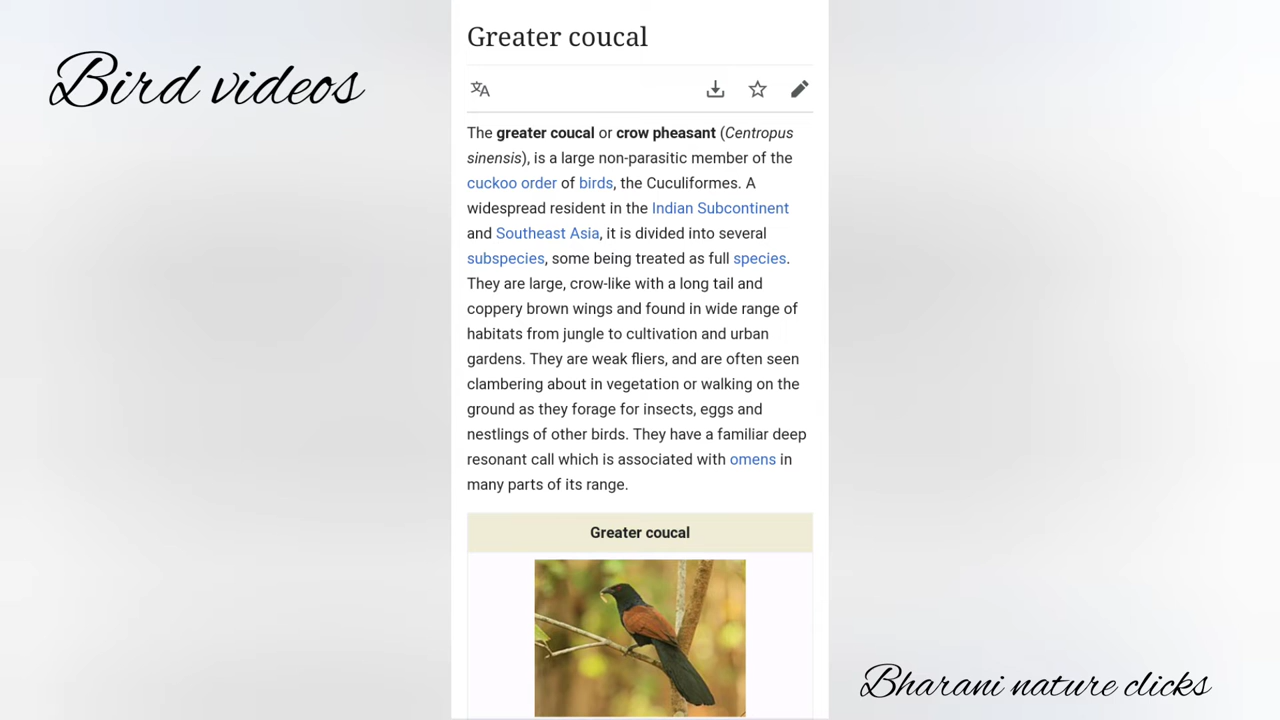 Bird videos
Greater coucal
The greater coucal or crow pheasant (Centropus
sinensis), is a large non-parasitic member of the
cuckoo order of birds, the Cuculiformes. A
widespread resident in the Indian Subcontinent
and Southeast Asia, it is divided into several
subspecies, some being treated as full species.
They are large, crow-like with a long tail and
coppery brown wings and found in wide range of
habitats from jungle to cultivation and urban
gardens. They are weak fliers, and are often seen
clambering about in vegetation or walking on the
ground as they forage for insects, eggs and
nestlings of other birds. They have a familiar deep
resonant call which is associated with omens in
many parts of its range.
Greater coucal
Bharani nature clicks